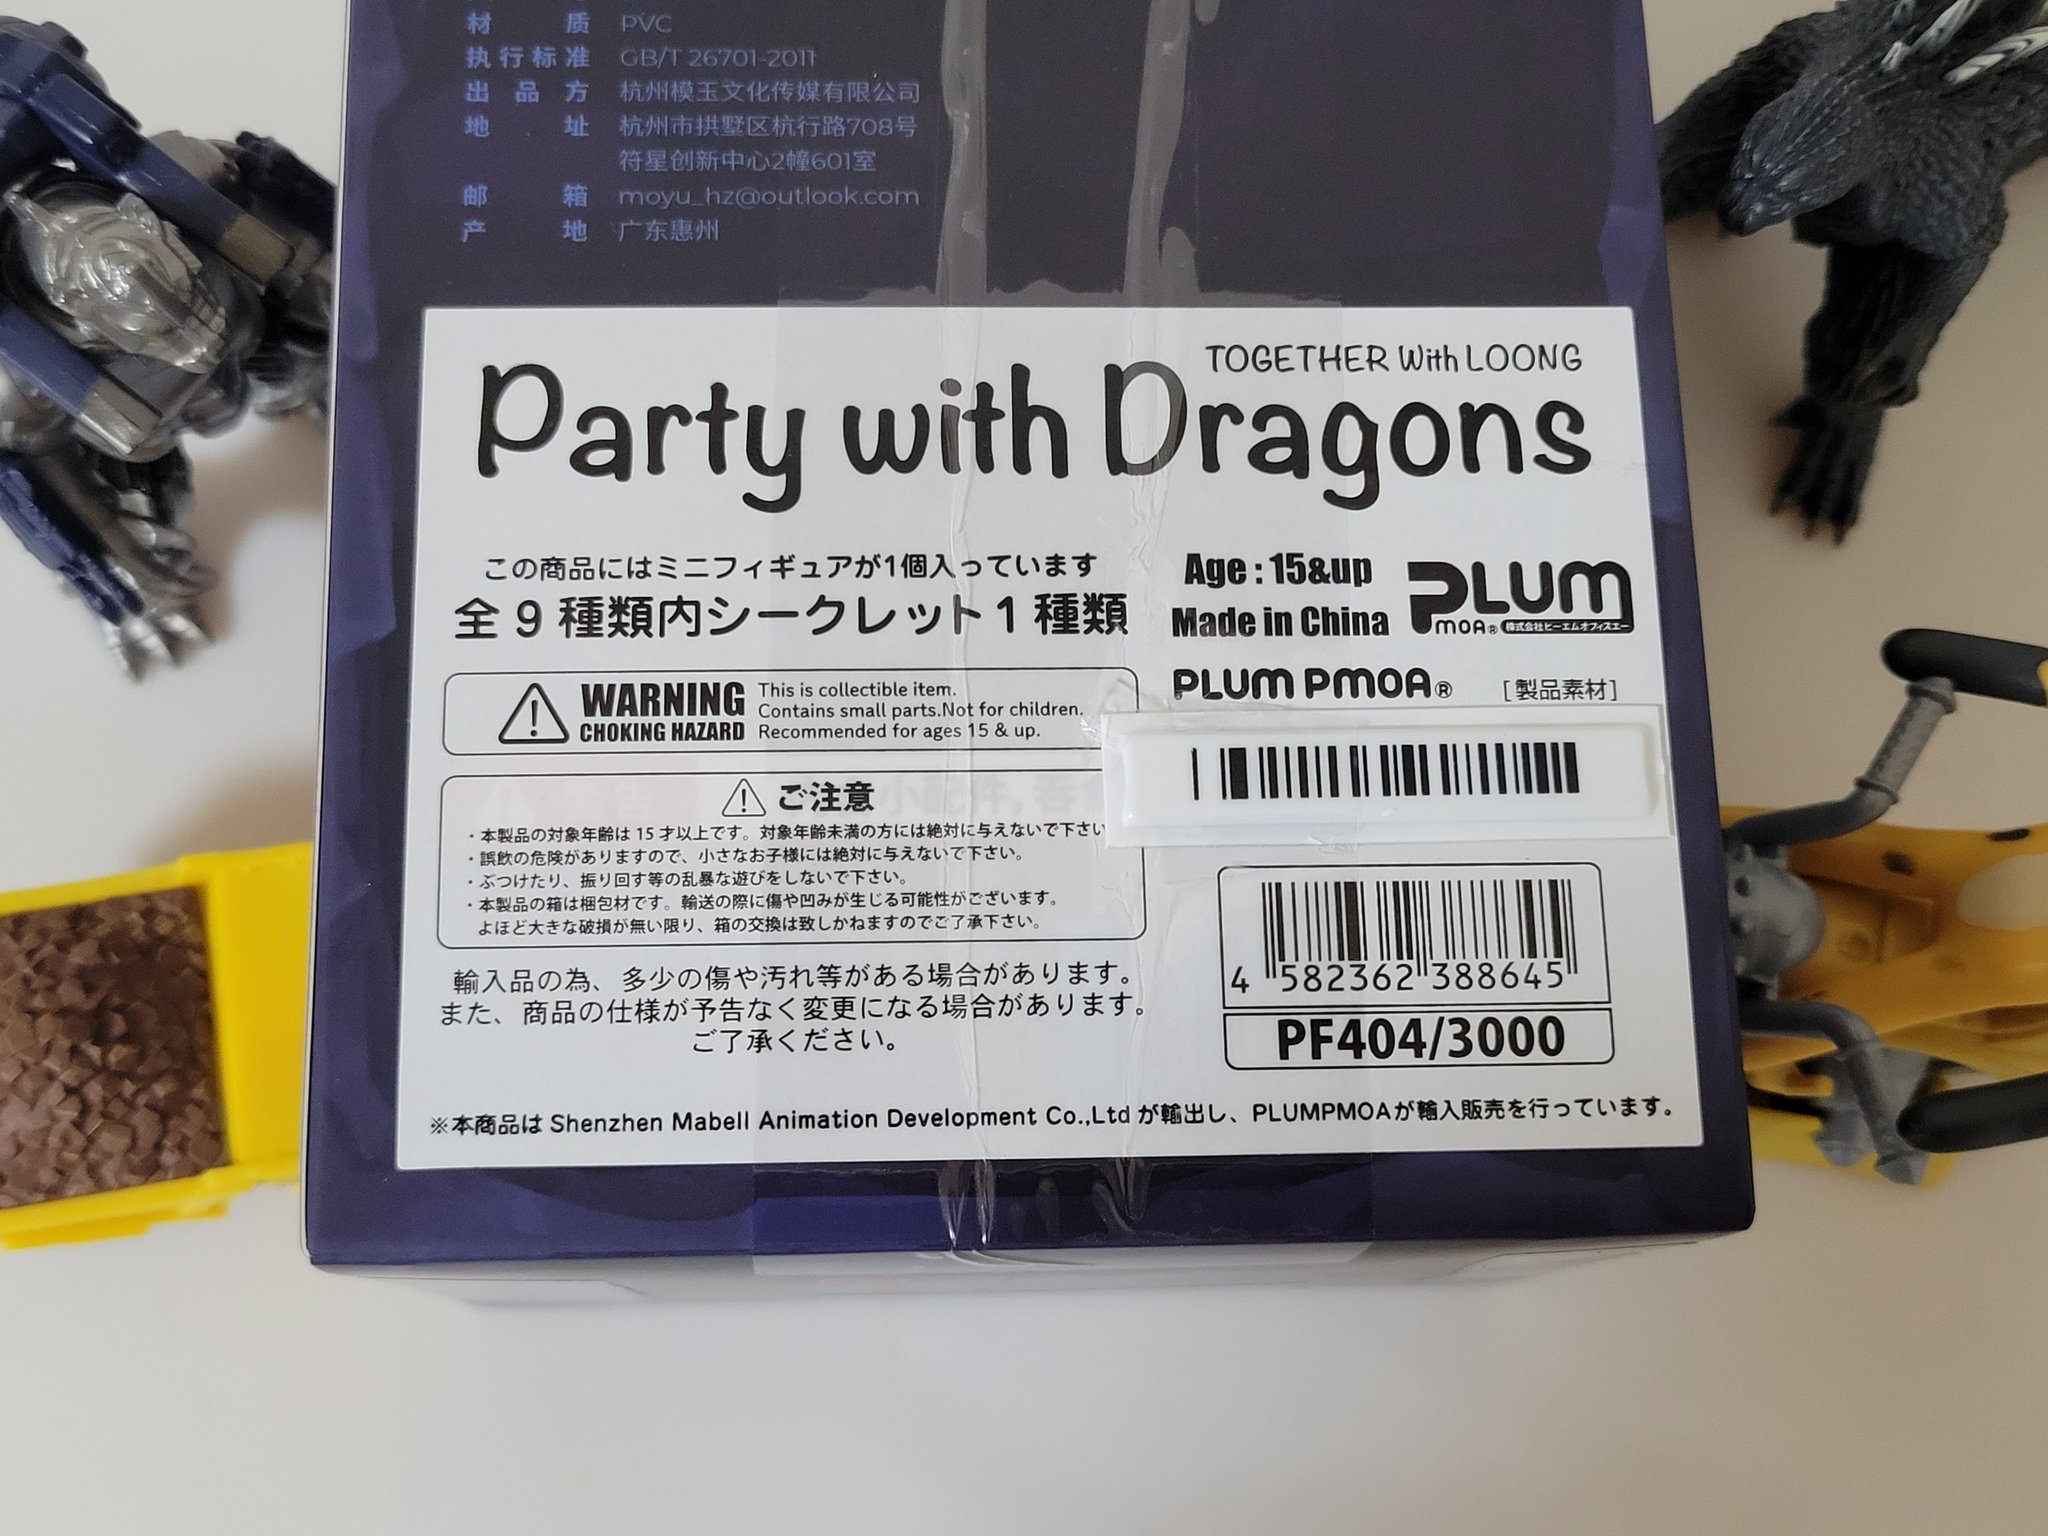 材质 PVC
执行标准 GB/T 26701-2011
出品方 杭州模玉文化传媒有限公司
地址 杭州市拱墅区杭行路708号
符星创新中心2幢601室
邮箱 moyu_hz@outlook.com
产地 广东惠州
TOGETHER With LOONG
Party with Dragons
この商品にはミニフィギュアが1個入っています
全9種類内シークレット1種類
Age : 15&up
Made in China
PLUM
PMOA® 株式会社ピーエムオフィスエー
PLUM PMOA®
[製品素材]
WARNING
CHOKING HAZARD
This is collectible item.
Contains small parts.Not for children.
Recommended for ages 15 & up.
ご注意
・本製品の対象年齢は15才以上です。対象年齢未満の方には絶対に与えないで下さい
・誤飲の危険がありますので、小さなお子様には絶対に与えないで下さい。
・ぶつけたり、振り回す等の乱暴な遊びをしないで下さい。
・本製品の箱は梱包材です。輸送の際に傷や凹みが生じる可能性がございます。
よほど大きな破損が無い限り、箱の交換は致しかねますのでご了承下さい。
4 582362 388645
PF404/3000
輸入品の為、多少の傷や汚れ等がある場合があります。
また、商品の仕様が予告なく変更になる場合があります。
ご了承ください。
※本商品は Shenzhen Mabell Animation Development Co.,Ltd が輸出し、PLUMPMOAが輸入販売を行っています。